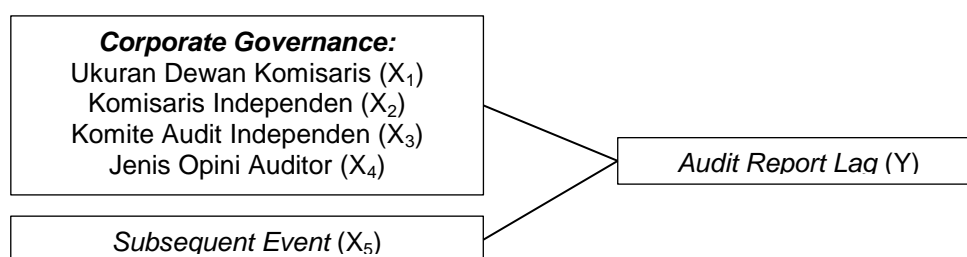 Corporate Governance:
Ukuran Dewan Komisaris (X₁)
Komisaris Independen (X₂)
Komite Audit Independen (X₃)
Jenis Opini Auditor (X₄)
Audit Report Lag (Y)
Subsequent Event (X₅)